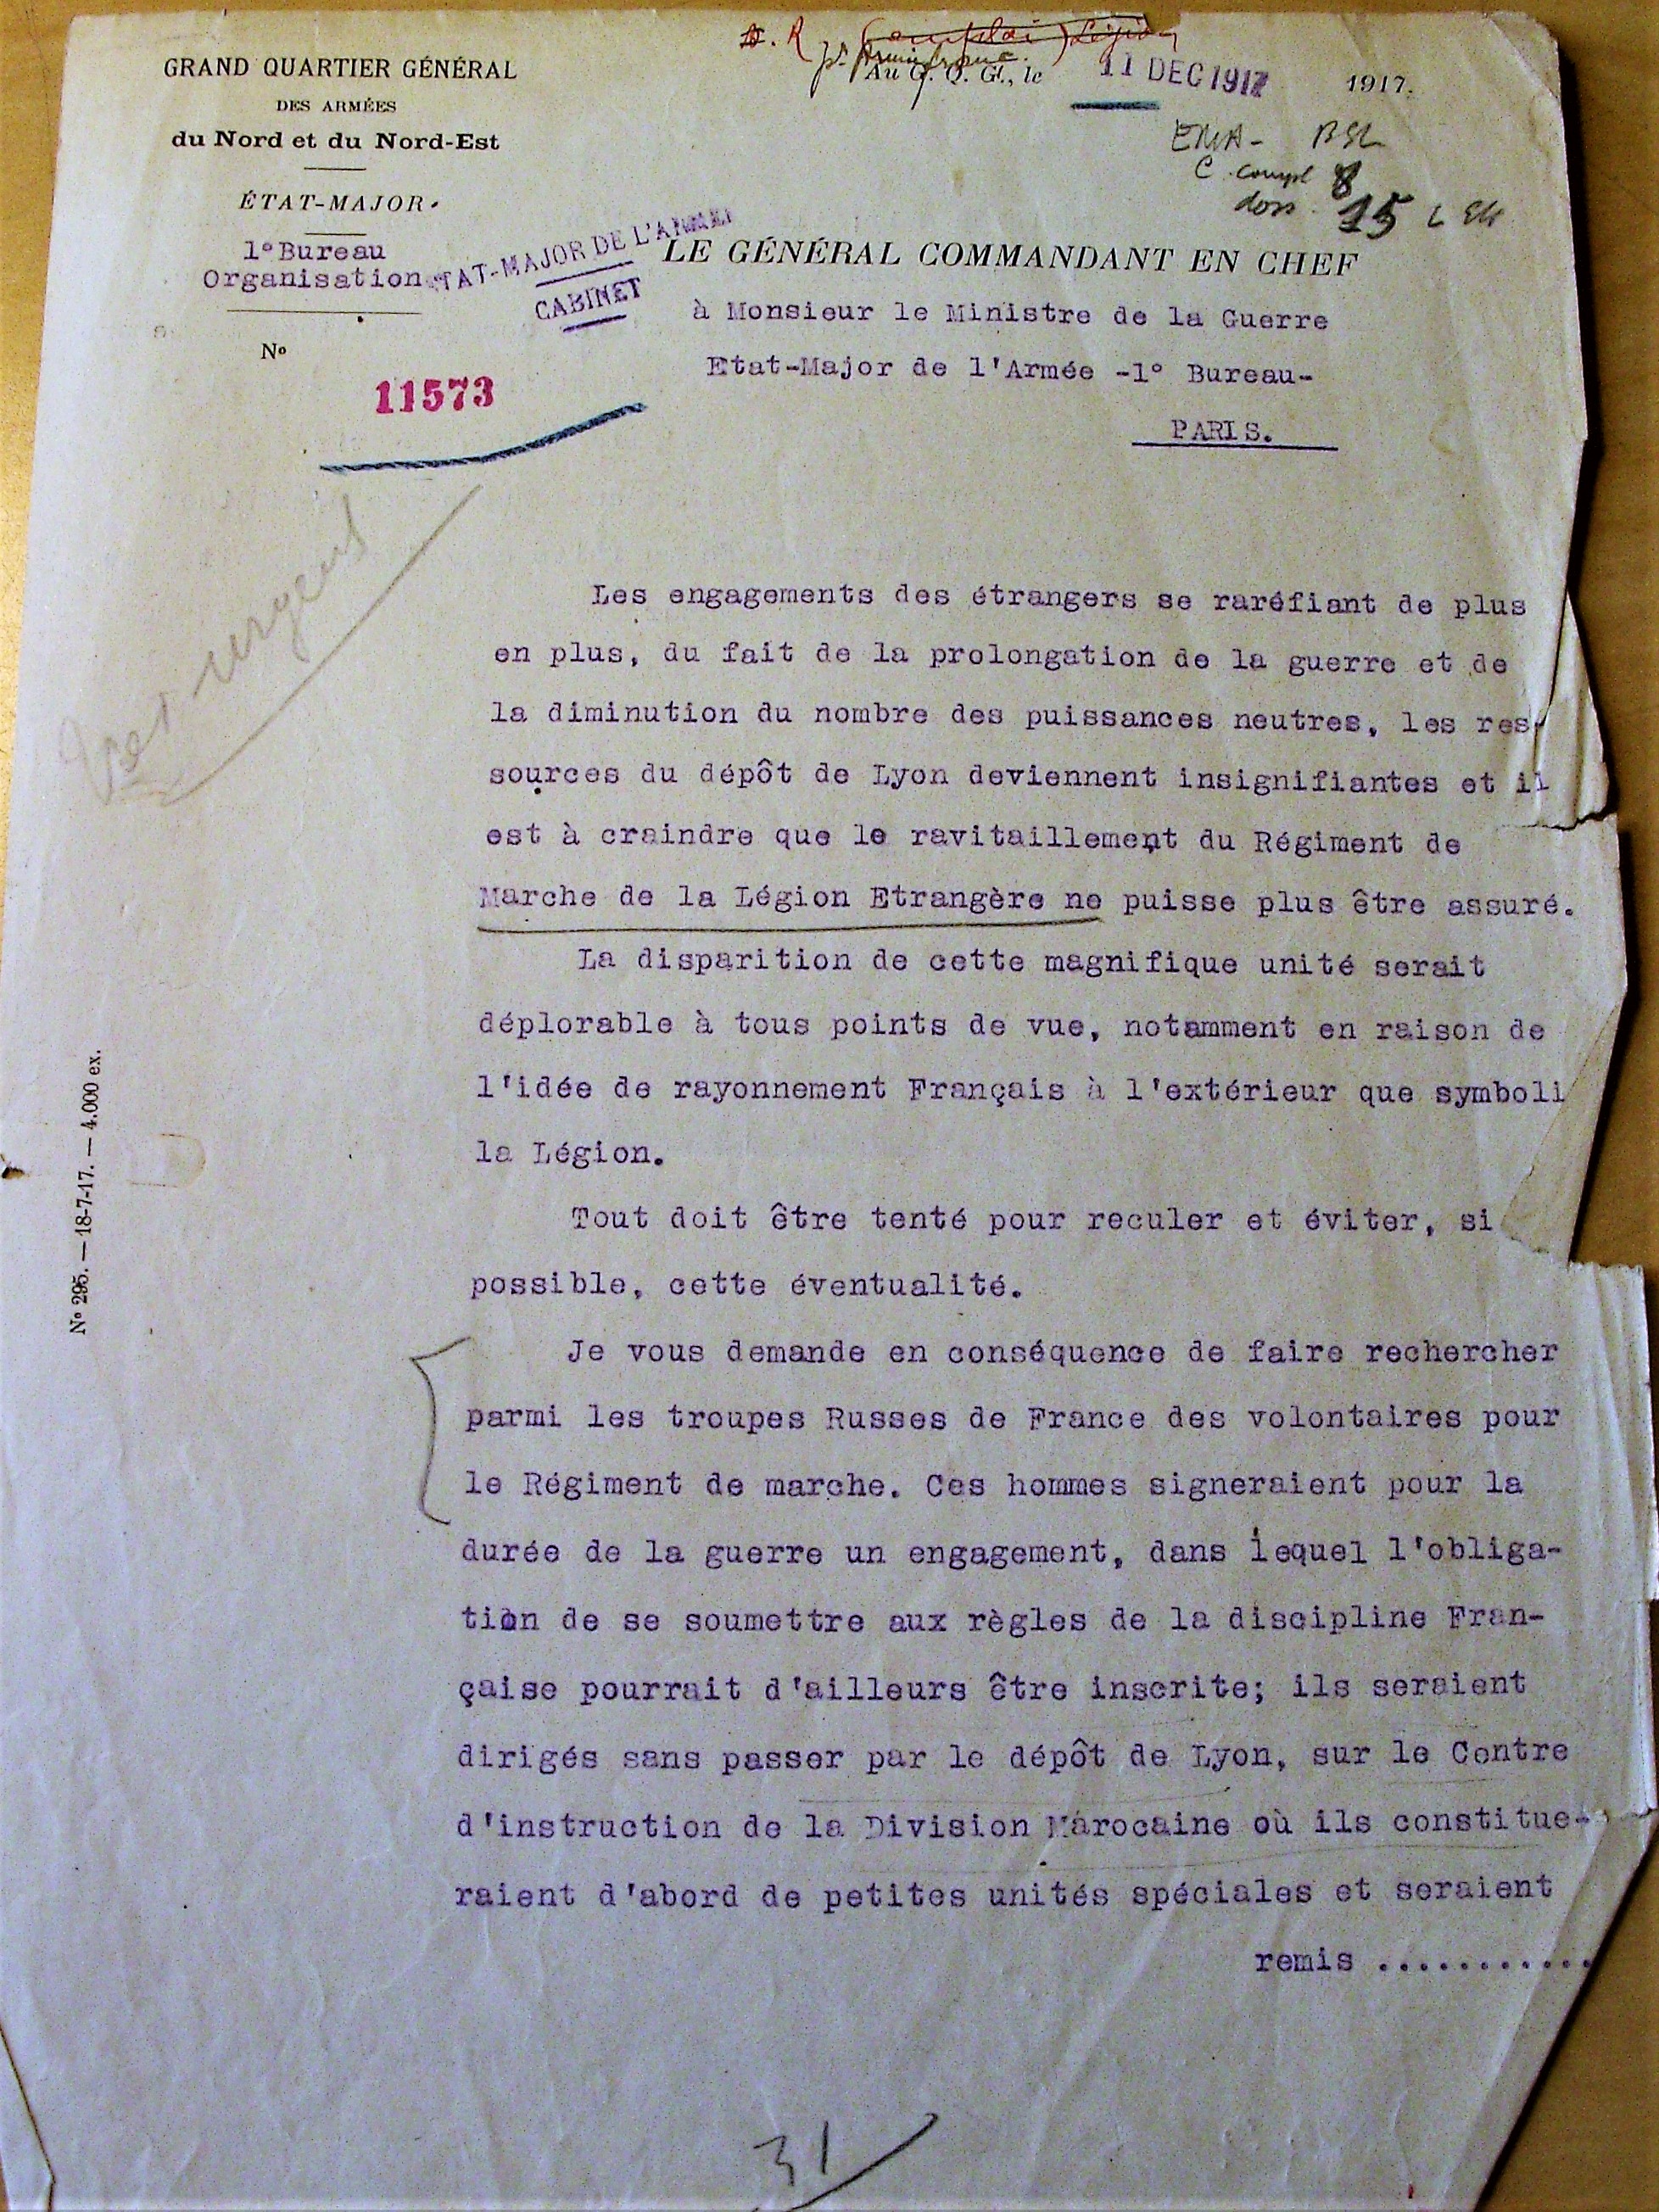 GRAND QUARTIER GÉNÉRAL
DES ARMÉES
du Nord et du Nord-Est
ÉTAT-MAJOR.
1° Bureau
Organisation
N°
11573
ETAT-MAJOR DE L'ARMÉE
CABINET
Au G. Q. G., le 11 DEC 1917 1917.
C. compl 8
doss. 15 L
LE GÉNÉRAL COMMANDANT EN CHEF
à Monsieur le Ministre de la Guerre
Etat-Major de l'Armée -1° Bureau-
PARIS.
Très urgent
Les engagements des étrangers se raréfiant de plus
en plus, du fait de la prolongation de la guerre et de
la diminution du nombre des puissances neutres, les res-
sources du dépôt de Lyon deviennent insignifiantes et il
est à craindre que le ravitaillement du Régiment de
Marche de la Légion Etrangère ne puisse plus être assuré.
La disparition de cette magnifique unité serait
déplorable à tous points de vue, notamment en raison de
l'idée de rayonnement Français à l'extérieur que symboli
la Légion.
Tout doit être tenté pour reculer et éviter, si
possible, cette éventualité.
Je vous demande en conséquence de faire rechercher
parmi les troupes Russes de France des volontaires pour
le Régiment de marche. Ces hommes signeraient pour la
durée de la guerre un engagement, dans lequel l'obliga-
tion de se soumettre aux règles de la discipline Fran-
çaise pourrait d'ailleurs être inscrite; ils seraient
dirigés sans passer par le dépôt de Lyon, sur le Centre
d'instruction de la Division Marocaine où ils constitue-
raient d'abord de petites unités spéciales et seraient
remis ...........
N° 295. — 18-7-17. — 4.000 ex.
31